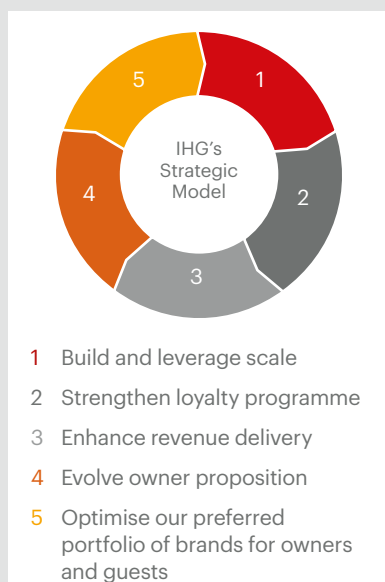 5
1
IHG's
Strategic
Model
4
2
3
1 Build and leverage scale
2 Strengthen loyalty programme
3 Enhance revenue delivery
4 Evolve owner proposition
5 Optimise our preferred
portfolio of brands for owners
and guests